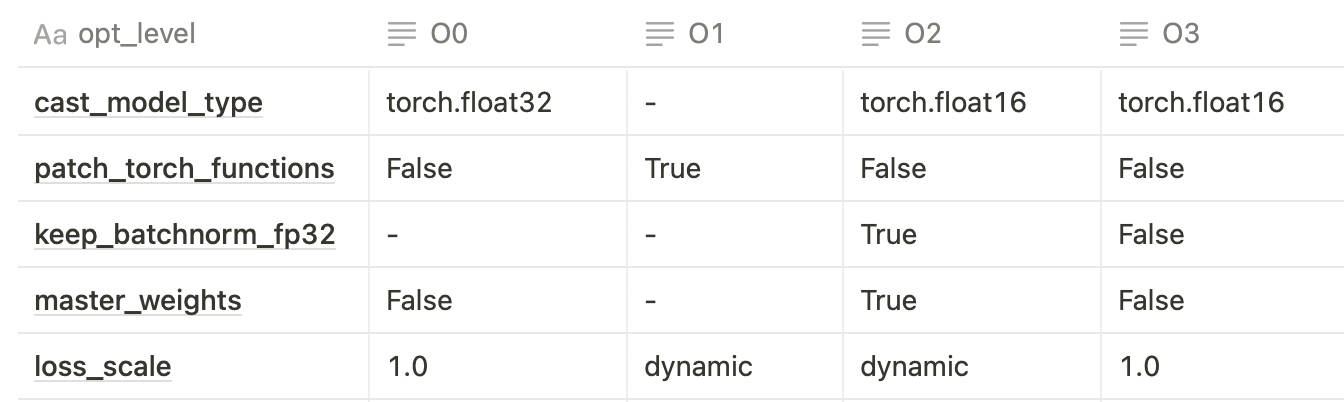 Aa opt_level O0 O1 O2 O3
cast_model_type torch.float32 - torch.float16 torch.float16
patch_torch_functions False True False False
keep_batchnorm_fp32 - - True False
master_weights False - True False
loss_scale 1.0 dynamic dynamic 1.0